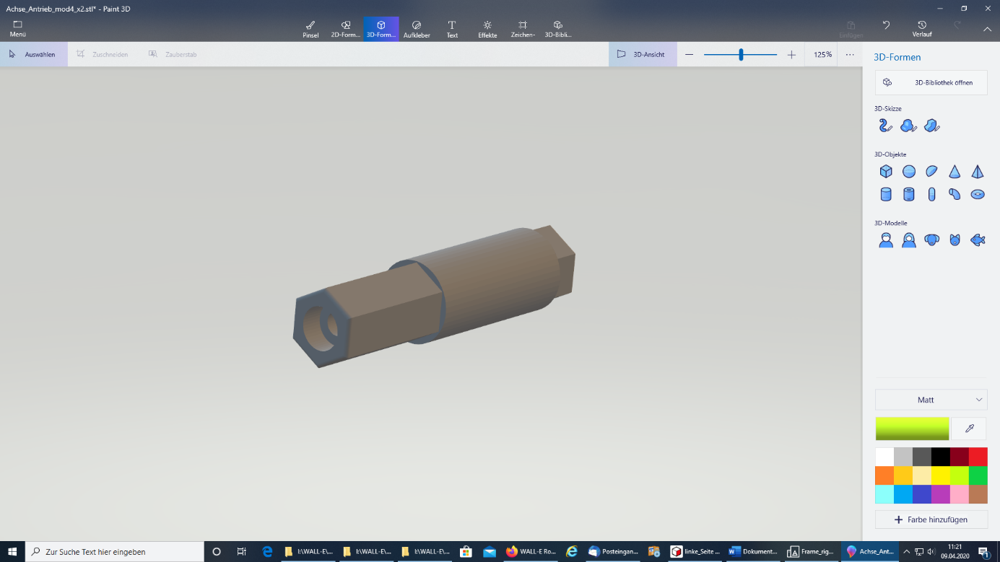 Achse_Antrieb_mod4_x2.stl* - Paint 3D
Menü
Pinsel
2D-Form...
3D-Form...
Aufkleber
Text
Effekte
Zeichen-
3D-Bibli...
Einfügen
Verlauf
Auswählen
Zuschneiden
Zauberstab
3D-Ansicht
125%
3D-Formen
3D-Bibliothek öffnen
3D-Skizze
3D-Objekte
3D-Modelle
Matt
Farbe hinzufügen
Zur Suche Text hier eingeben
I:\WALL-E\...
I:\WALL-E\...
I:\WALL-E\...
WALL-E Ro...
Posteingan...
linke_Seite ...
Dokument...
Frame_rig...
Achse_Ant...
11:21
09.04.2020
1